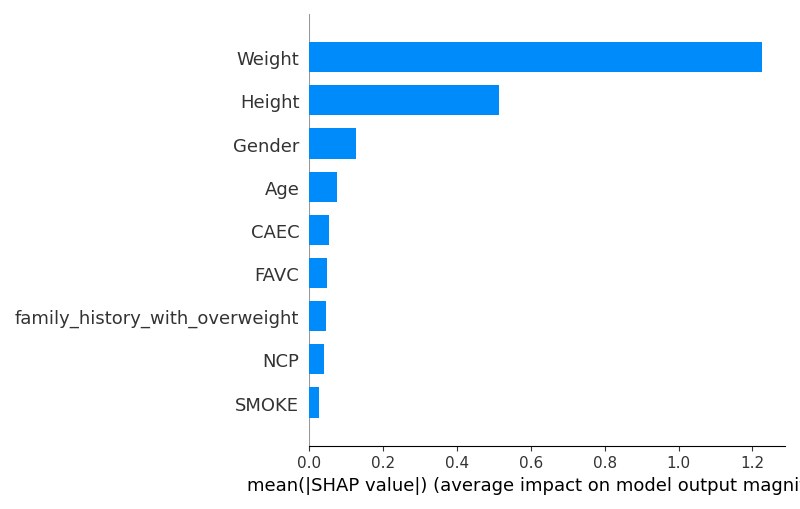 Weight
Height
Gender
Age
CAEC
FAVC
family_history_with_overweight
NCP
SMOKE
0.0 0.2 0.4 0.6 0.8 1.0 1.2
mean(|SHAP value|) (average impact on model output magni